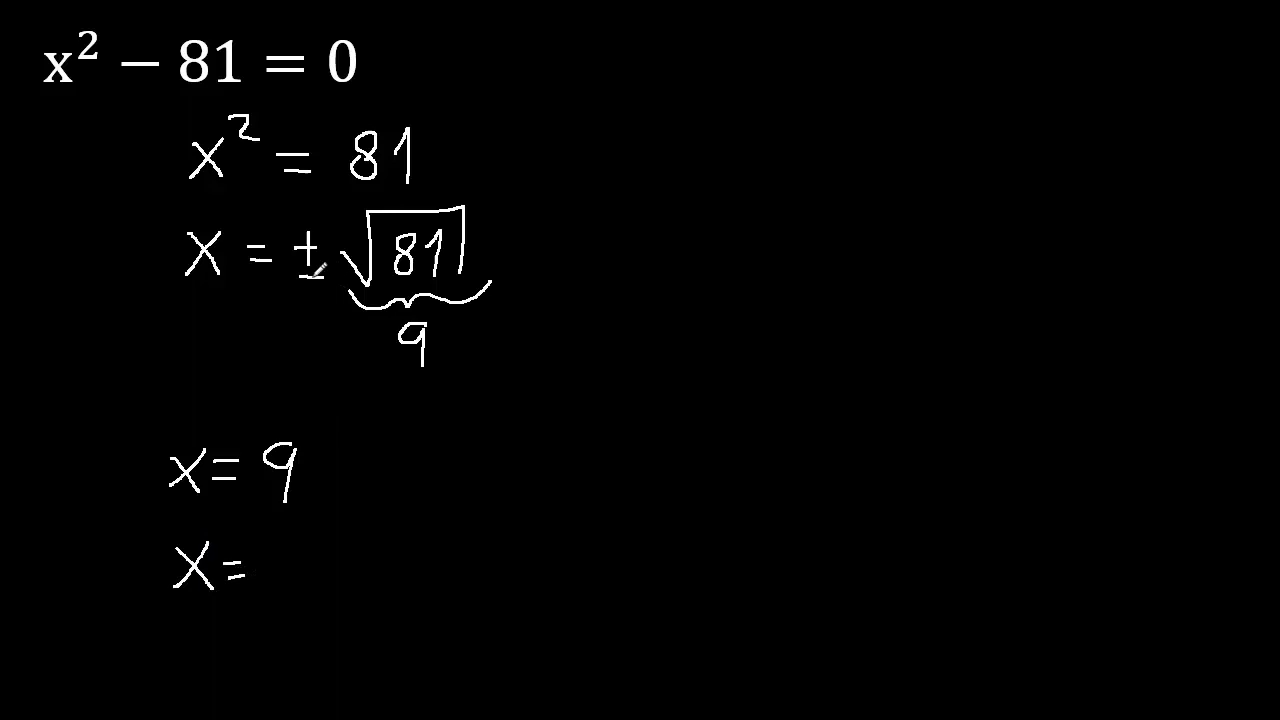 x² − 81 = 0
x² = 81
x = ± √81
9
x = 9
x =